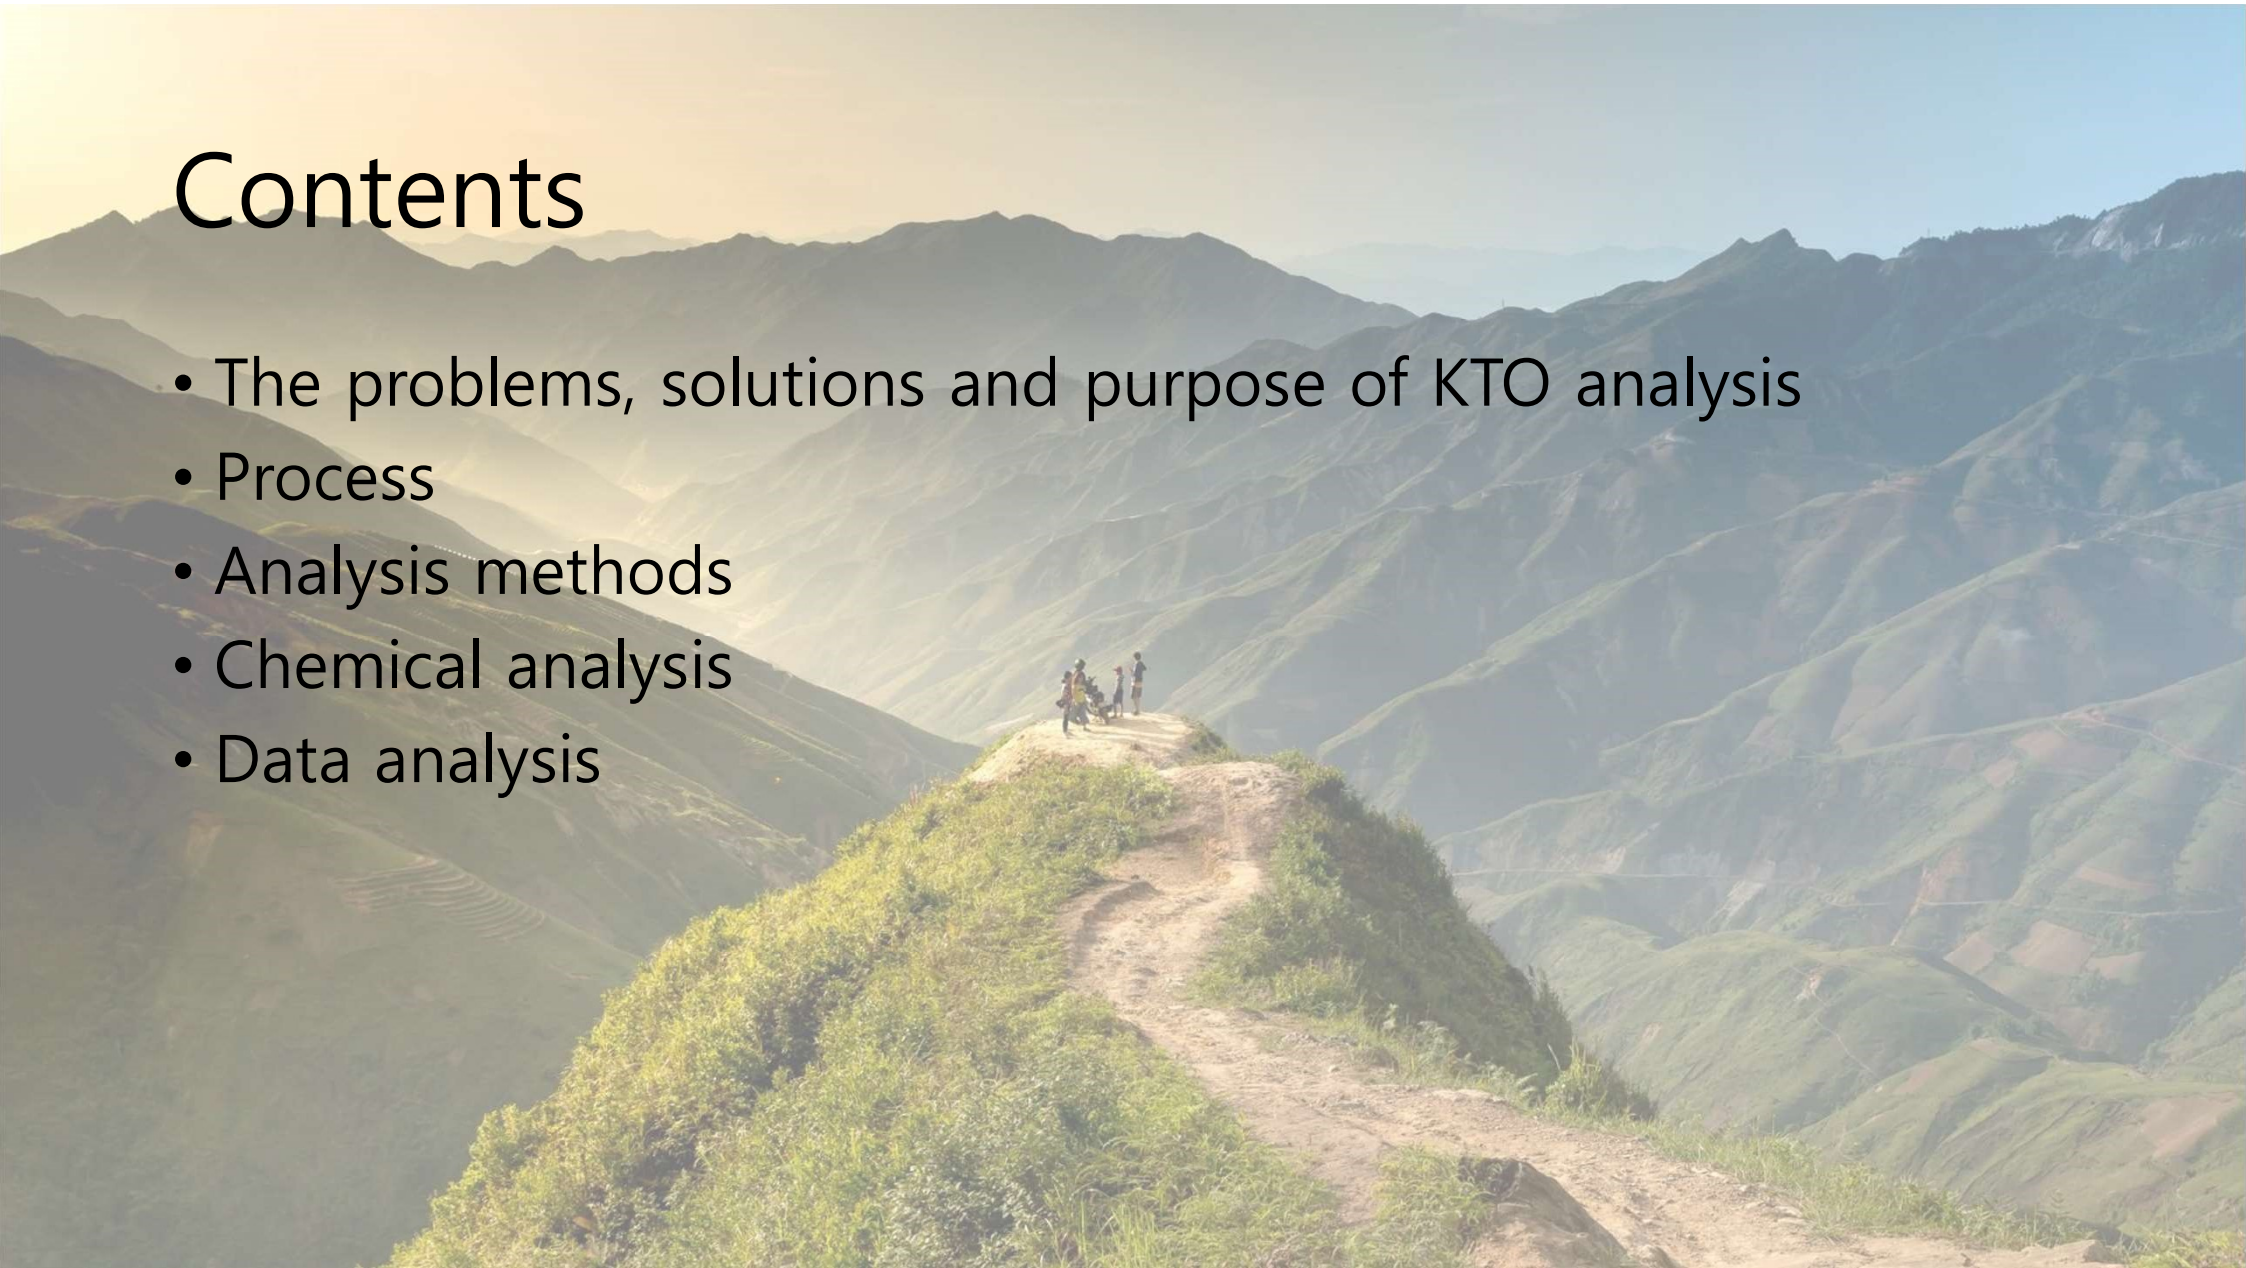 Contents
• The problems, solutions and purpose of KTO analysis
• Process
• Analysis methods
• Chemical analysis
• Data analysis